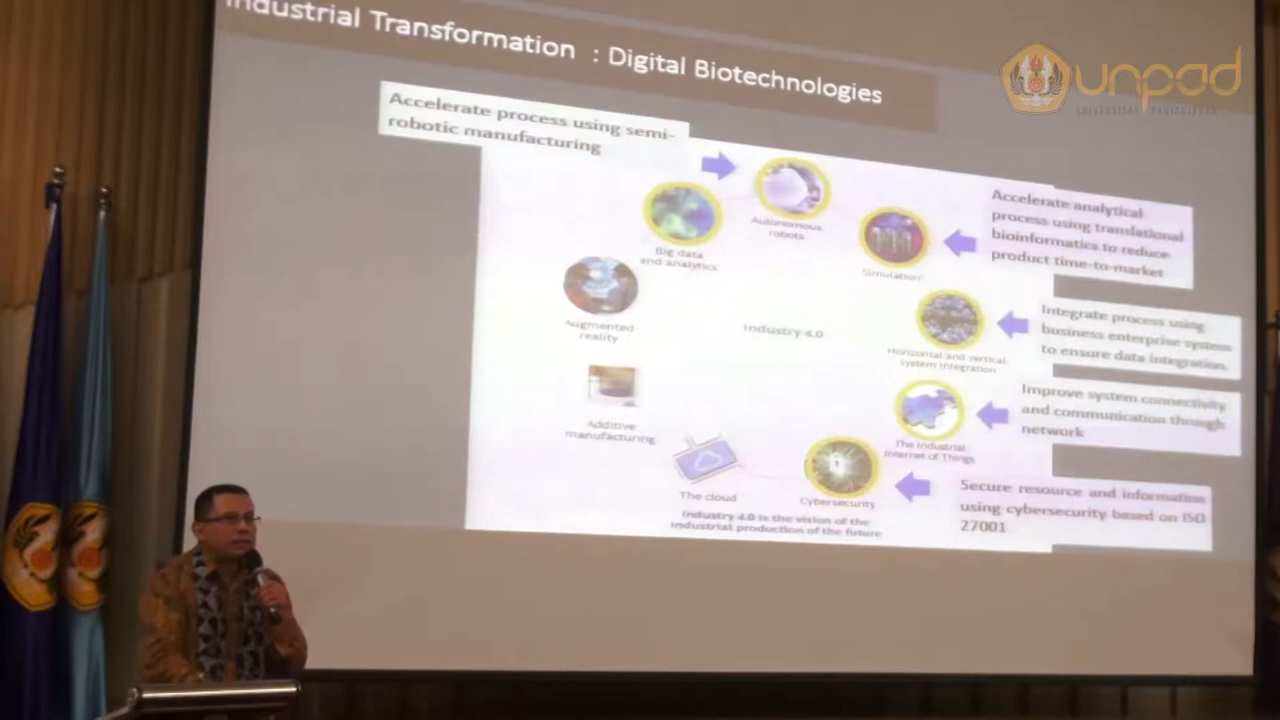 Industrial Transformation : Digital Biotechnologies
unpad
UNIVERSITAS PADJADJARAN
Accelerate process using semi-
robotic manufacturing
Autonomous
robots
Big data
and analytics
Simulation
Accelerate analytical
process using translational
bioinformatics to reduce
product time-to-market
Augmented
reality
Industry 4.0
Horizontal and vertical
system integration
Integrate process using
business enterprise system
to ensure data integration.
Additive
manufacturing
The Industrial
Internet of Things
Improve system connectivity
and communication through
network
The cloud
Cybersecurity
Secure resource and information
using cybersecurity based on ISO
27001
Industry 4.0 is the vision of the
Industrial production of the future